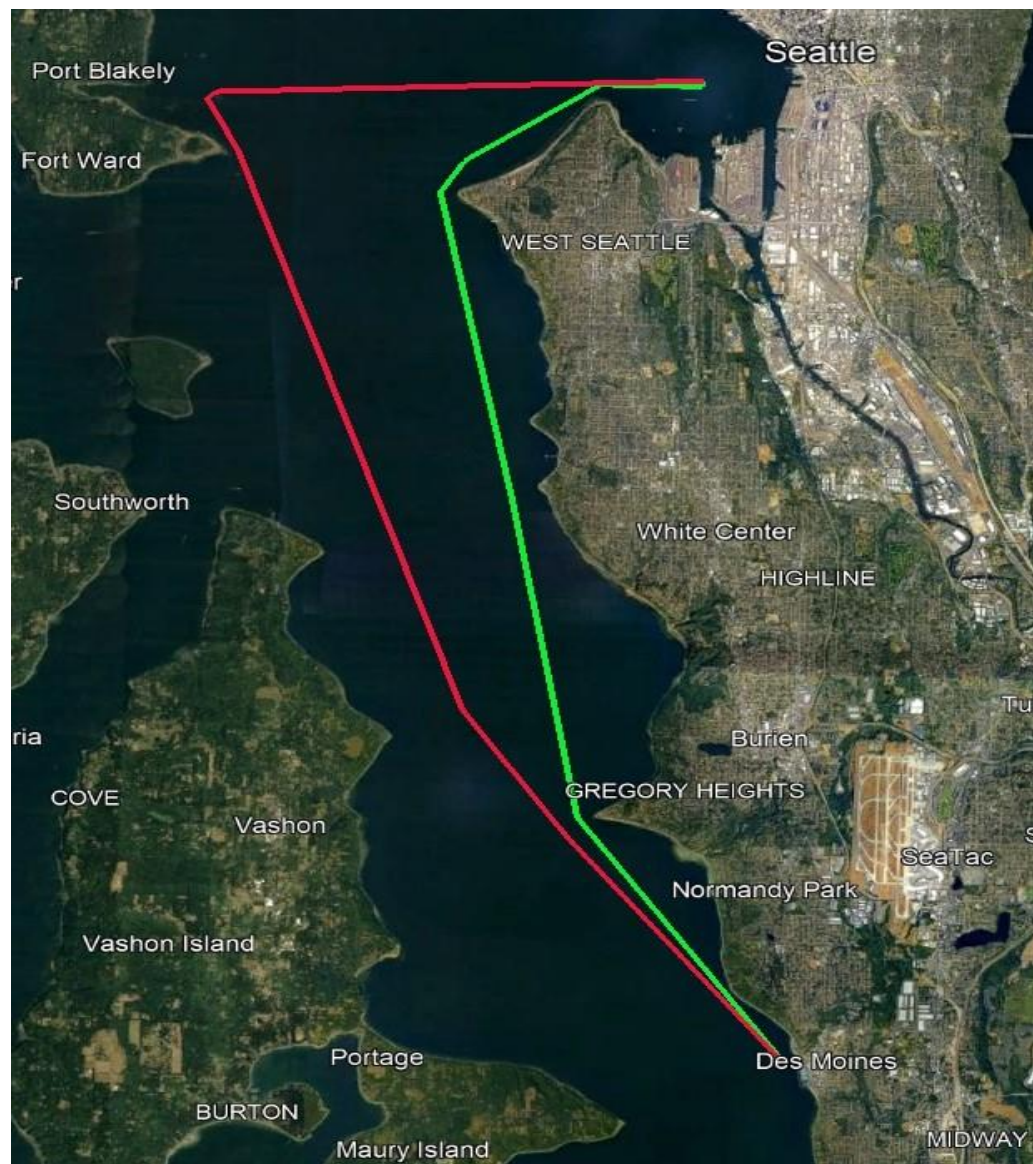 Seattle
Port Blakely
Fort Ward
WEST SEATTLE
Southworth
White Center
HIGHLINE
Burien
GREGORY HEIGHTS
COVE
Vashon
SeaTac
Normandy Park
Vashon Island
Portage
Des Moines
BURTON
MIDWAY
Maury Island